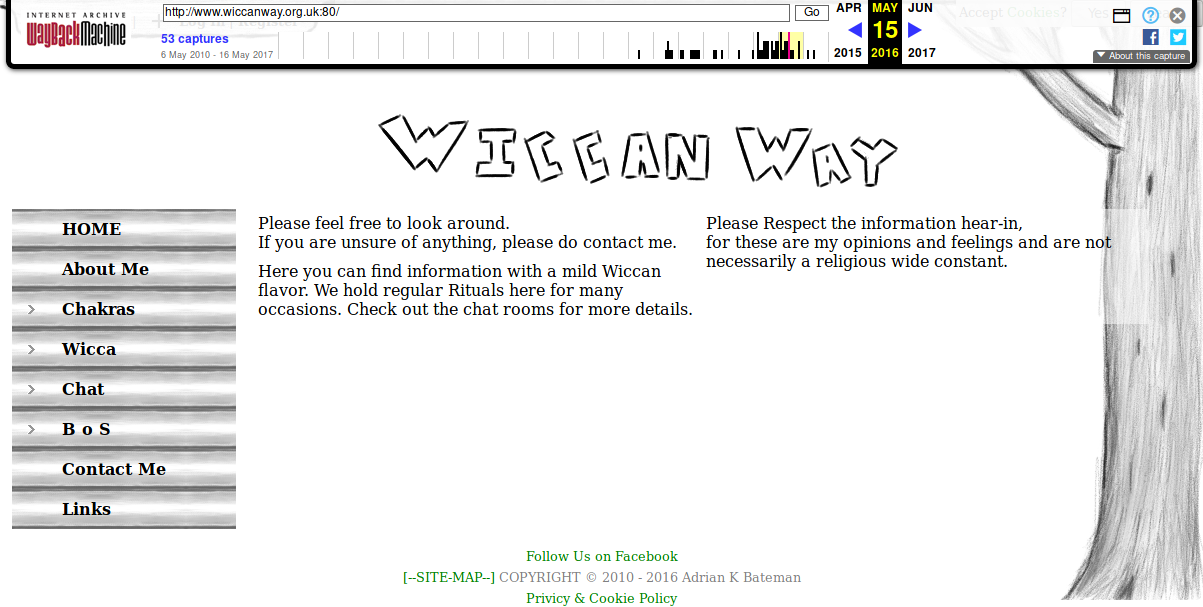 INTERNET ARCHIVE
WayBackMachine
http://www.wiccanway.org.uk:80/
Go
53 captures
6 May 2010 - 16 May 2017
APR MAY JUN
15
2015 2016 2017
Accept Cookies? Yes
About this capture
WICCAN WAY
HOME
About Me
Chakras
Wicca
Chat
B o S
Contact Me
Links
Please feel free to look around.
If you are unsure of anything, please do contact me.
Here you can find information with a mild Wiccan
flavor. We hold regular Rituals here for many
occasions. Check out the chat rooms for more details.
Please Respect the information hear-in,
for these are my opinions and feelings and are not
necessarily a religious wide constant.
Follow Us on Facebook
[--SITE-MAP--] COPYRIGHT © 2010 - 2016 Adrian K Bateman
Privicy & Cookie Policy